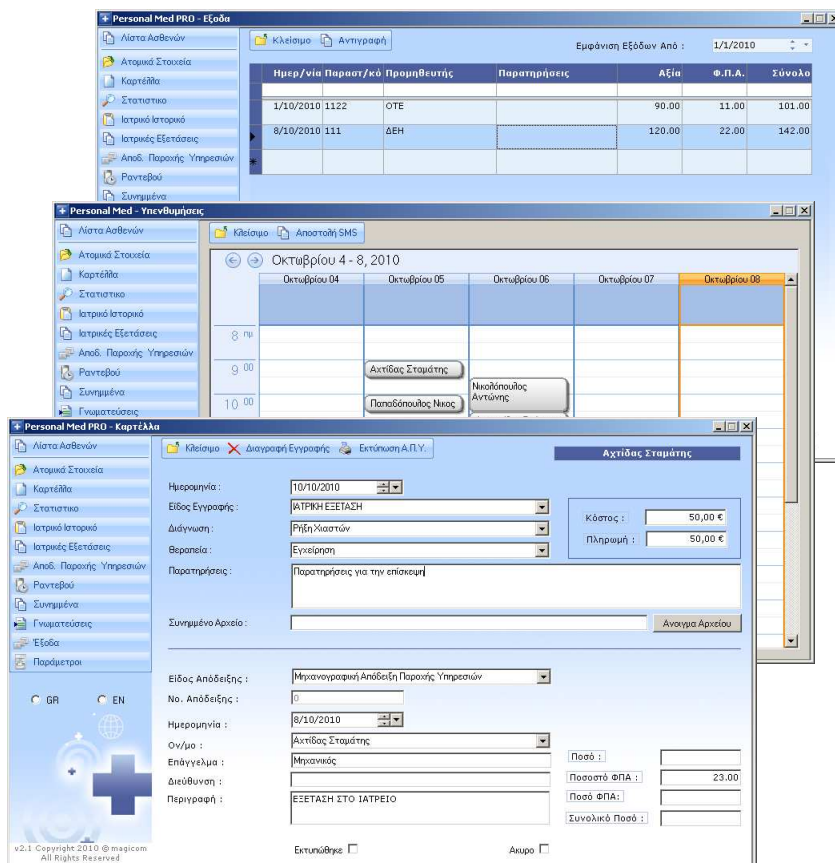 Personal Med PRO - Εξοδα
Λίστα Ασθενών
Ατομικά Στοιχεία
Καρτέλλα
Στατιστικο
Ιατρικό Ιστορικό
Ιατρικές Εξετάσεις
Αποδ. Παροχής Υπηρεσιών
Ραντεβού
Συνημμένα
Κλείσιμο Αντιγραφή
Εμφάνιση Εξόδων Από : 1/1/2010
Ημερ/νία Παραστ/κό Προμηθευτής Παρατηρήσεις Αξία Φ.Π.Α. Σύνολο
1/10/2010 1122 ΟΤΕ 90.00 11.00 101.00
8/10/2010 111 ΔΕΗ 120.00 22.00 142.00
Personal Med - Υπενθυμήσεις
Λίστα Ασθενών
Ατομικά Στοιχεία
Καρτέλλα
Στατιστικο
Ιατρικό Ιστορικό
Ιατρικές Εξετάσεις
Αποδ. Παροχής Υπηρεσιών
Ραντεβού
Συνημμένα
Γνωματεύσεις
Κλείσιμο Αποστολή SMS
Οκτωβρίου 4 - 8, 2010
Οκτωβρίου 04 Οκτωβρίου 05 Οκτωβρίου 06 Οκτωβρίου 07 Οκτωβρίου 08
8 πμ
9 00
Αχτίδας Σταμάτης
Νικολόπουλος
Αντώνης
10 00
Παπαδόπουλος Νικος
Personal Med PRO - Καρτέλλα
Λίστα Ασθενών
Ατομικά Στοιχεία
Καρτέλλα
Στατιστικο
Ιατρικό Ιστορικό
Ιατρικές Εξετάσεις
Αποδ. Παροχής Υπηρεσιών
Ραντεβού
Συνημμένα
Γνωματεύσεις
Έξοδα
Παράμετροι
GR EN
v2.1 Copyright 2010 @ magicom
All Rights Reserved
Κλείσιμο Διαγραφή Εγγραφής Εκτύπωση Α.Π.Υ.
Αχτίδας Σταμάτης
Ημερομηνία : 10/10/2010
Είδος Εγγραφής : ΙΑΤΡΙΚΗ ΕΞΕΤΑΣΗ
Διάγνωση : Ρήξη Χιαστών
Θεραπεία : Εγχείρηση
Κόστος : 50,00 €
Πληρωμή : 50,00 €
Παρατηρήσεις : Παρατηρήσεις για την επίσκεψη
Συνημμένο Αρχείο : Ανοιγμα Αρχείου
Είδος Απόδειξης : Μηχανογραφική Απόδειξη Παροχής Υπηρεσιών
Νο. Απόδειξης : 0
Ημερομηνία : 8/10/2010
Ον/μο : Αχτίδας Σταμάτης
Επάγγελμα : Μηχανικός
Διεύθυνση :
Περιγραφή : ΕΞΕΤΑΣΗ ΣΤΟ ΙΑΤΡΕΙΟ
Ποσό :
Ποσοστό ΦΠΑ : 23.00
Ποσό ΦΠΑ:
Συνολικό Ποσό :
Εκτυπώθηκε Ακυρο